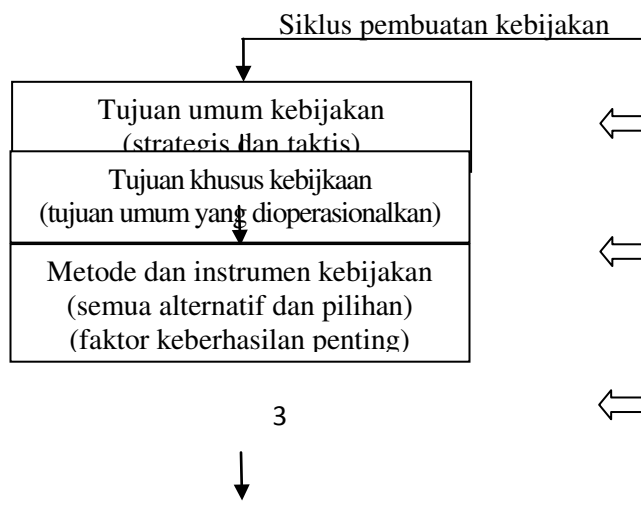 Siklus pembuatan kebijakan
Tujuan umum kebijakan
(strategis dan taktis)
Tujuan khusus kebijkaan
(tujuan umum yang dioperasionalkan)
Metode dan instrumen kebijakan
(semua alternatif dan pilihan)
(faktor keberhasilan penting)
3